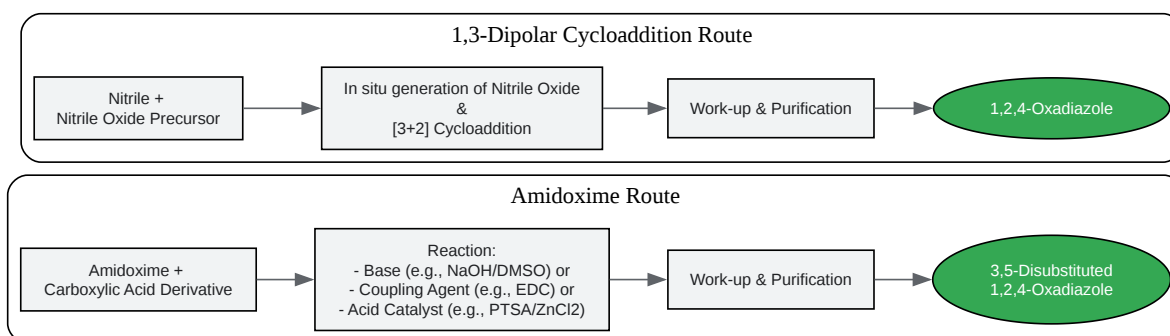 1,3-Dipolar Cycloaddition Route
Nitrile +
Nitrile Oxide Precursor
In situ generation of Nitrile Oxide
&
[3+2] Cycloaddition
Work-up & Purification
1,2,4-Oxadiazole
Amidoxime Route
Amidoxime +
Carboxylic Acid Derivative
Reaction:
- Base (e.g., NaOH/DMSO) or
- Coupling Agent (e.g., EDC) or
- Acid Catalyst (e.g., PTSA/ZnCl2)
Work-up & Purification
3,5-Disubstituted
1,2,4-Oxadiazole